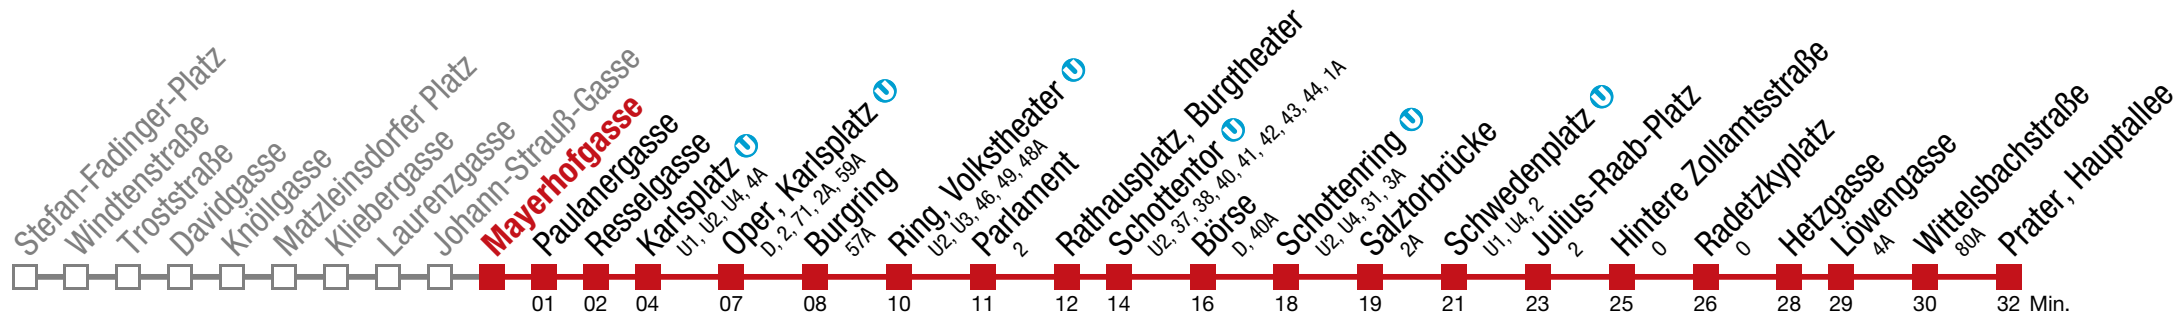 Stefan-Fadinger-Platz
Windtenstraße
Troststraße
Davidgasse
Knöllgasse
Matzleinsdorfer Platz
Kliebergasse
Laurenzgasse
Johann-Strauß-Gasse
Mayerhofgasse
Paulanergasse
Resselgasse
Karlsplatz
U1, U2, U4, 4A
Oper, Karlsplatz
D, 2, 71, 2A, 59A
Burgring
57A
Ring, Volkstheater
U2, U3, 46, 49, 48A
Parlament
2
Rathausplatz, Burgtheater
Schottentor
U2, 37, 38, 40, 41, 42, 43, 44, 1A
Börse
D, 40A
Schottenring
U2, U4, 31, 3A
Salztorbrücke
2A
Schwedenplatz
U1, U4, 2
Julius-Raab-Platz
2
Hintere Zollamtsstraße
0
Radetzkyplatz
0
Hetzgasse
Löwengasse
4A
Wittelsbachstraße
80A
Prater, Hauptallee
01 02 04 07 08 10 11 12 14 16 18 19 21 23 25 26 28 29 30 32 Min.